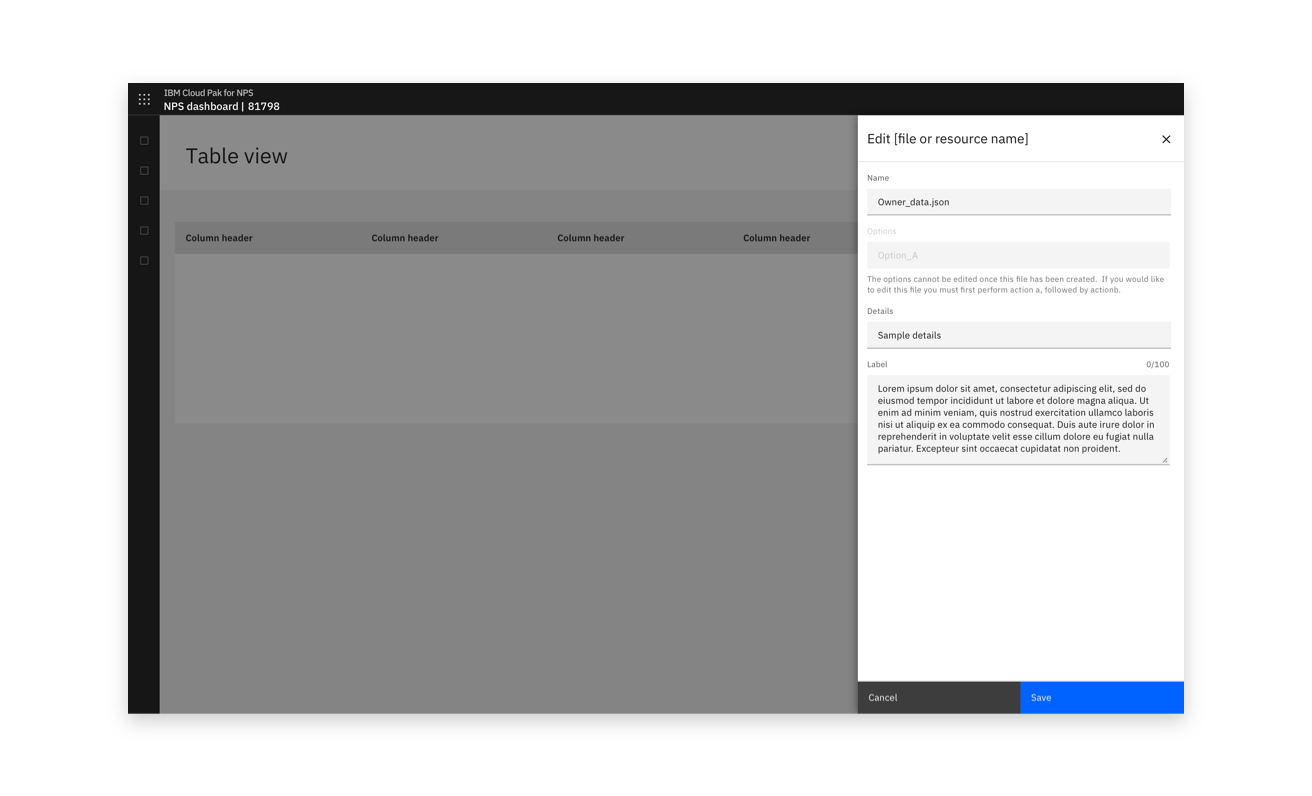 IBM Cloud Pak for NPS
NPS dashboard | 81798
Table view
Column header Column header Column header Column header
Edit [file or resource name]
Name
Owner_data.json
Options
Option_A
The options cannot be edited once this file has been created. If you would like
to edit this file you must first perform action a, followed by actionb.
Details
Sample details
Label 0/100
Lorem ipsum dolor sit amet, consectetur adipiscing elit, sed do
eiusmod tempor incididunt ut labore et dolore magna aliqua. Ut
enim ad minim veniam, quis nostrud exercitation ullamco laboris
nisi ut aliquip ex ea commodo consequat. Duis aute irure dolor in
reprehenderit in voluptate velit esse cillum dolore eu fugiat nulla
pariatur. Excepteur sint occaecat cupidatat non proident.
Cancel Save